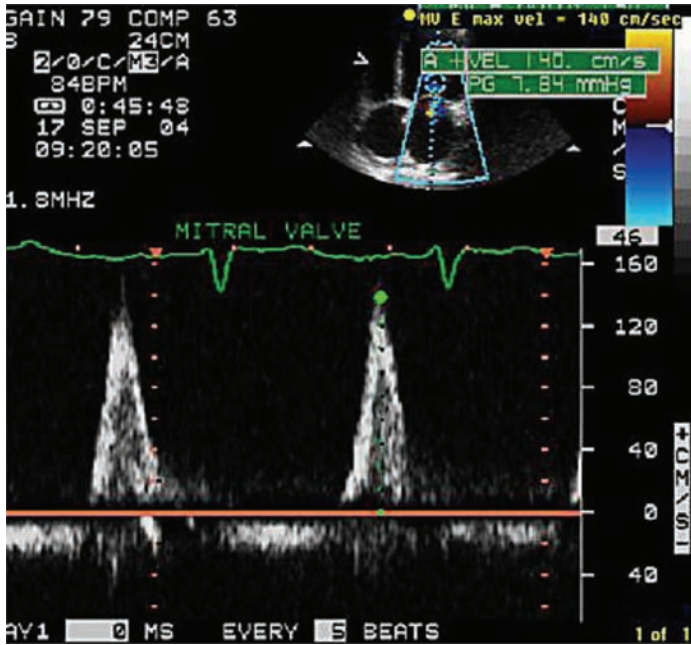 GAIN 79 COMP 63
MV E max vel = 140 cm/sec
8
24CM
2/0/C/M3/A
84BPM
0:45:48
17 SEP 04
09:20:05
1.8MHZ
A +VEL 140. cm/s
PG 7.84 mmHg
C
M
/
S
MITRAL VALVE
46
160
120
80
40
0
40
+
C
M
/
S
-
AY1 0 MS EVERY 5 BEATS
1 of 1